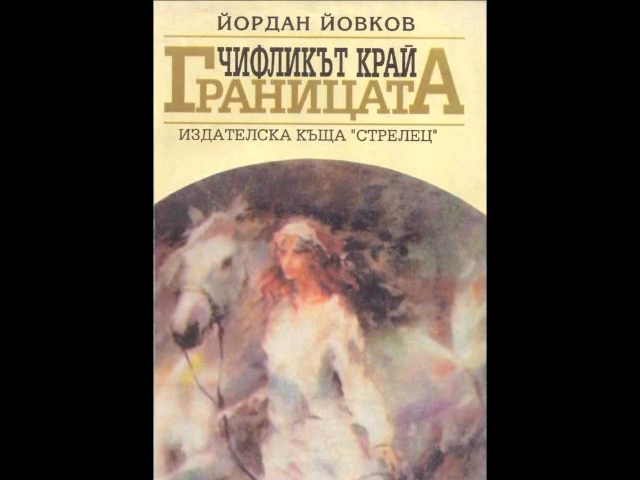 ЙОРДАН ЙОВКОВ
ЧИФЛИКЪТ КРАЙ
ГРАНИЦАТА
ИЗДАТЕЛСКА КЪЩА "СТРЕЛЕЦ"